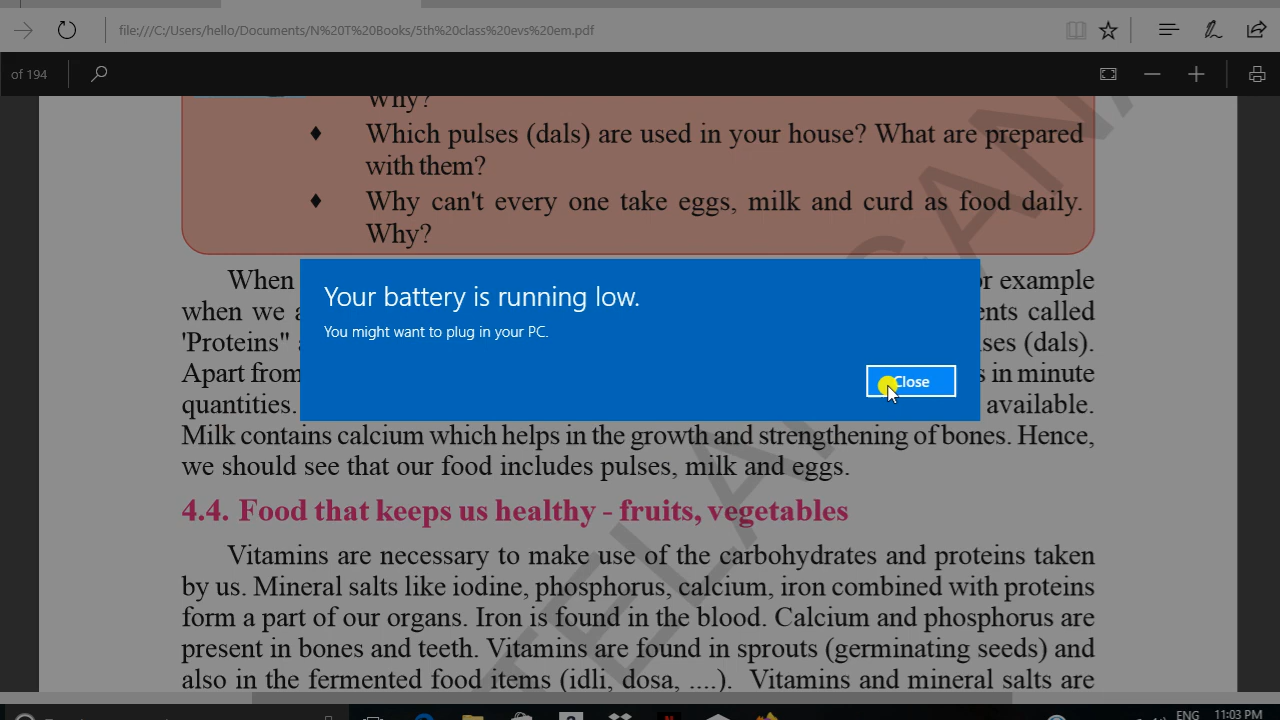 file:///C:/Users/hello/Documents/N%20T%20Books/5th%20class%20evs%20em.pdf
of 194
Why?
♦ Which pulses (dals) are used in your house? What are prepared
with them?
♦ Why can't every one take eggs, milk and curd as food daily.
Why?
When or example
when we a ents called
'Proteins" ses (dals).
Apart from s in minute
quantities. available.
Your battery is running low.
You might want to plug in your PC.
Close
Milk contains calcium which helps in the growth and strengthening of bones. Hence,
we should see that our food includes pulses, milk and eggs.
4.4. Food that keeps us healthy - fruits, vegetables
Vitamins are necessary to make use of the carbohydrates and proteins taken
by us. Mineral salts like iodine, phosphorus, calcium, iron combined with proteins
form a part of our organs. Iron is found in the blood. Calcium and phosphorus are
present in bones and teeth. Vitamins are found in sprouts (germinating seeds) and
also in the fermented food items (idli, dosa, ....). Vitamins and mineral salts are
TELANA
ENG
11:03 PM